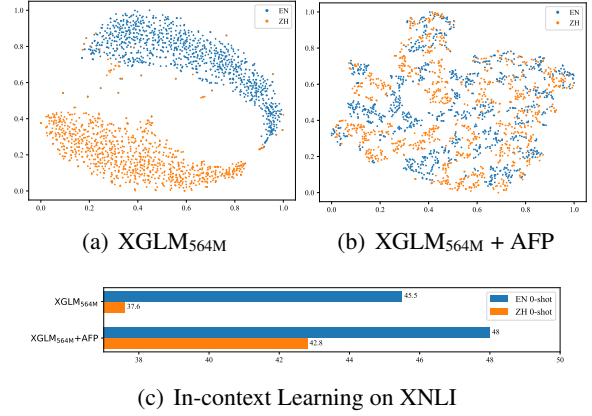 1.0
0.8
0.6
0.4
0.2
0.0
0.0 0.2 0.4 0.6 0.8 1.0
EN
ZH
(a) XGLM564M
1.0
0.8
0.6
0.4
0.2
0.0
0.0 0.2 0.4 0.6 0.8 1.0
EN
ZH
(b) XGLM564M + AFP
XGLM564M
45.5
37.6
XGLM564M+AFP
48
42.8
EN 0-shot
ZH 0-shot
38 40 42 44 46 48 50
(c) In-context Learning on XNLI